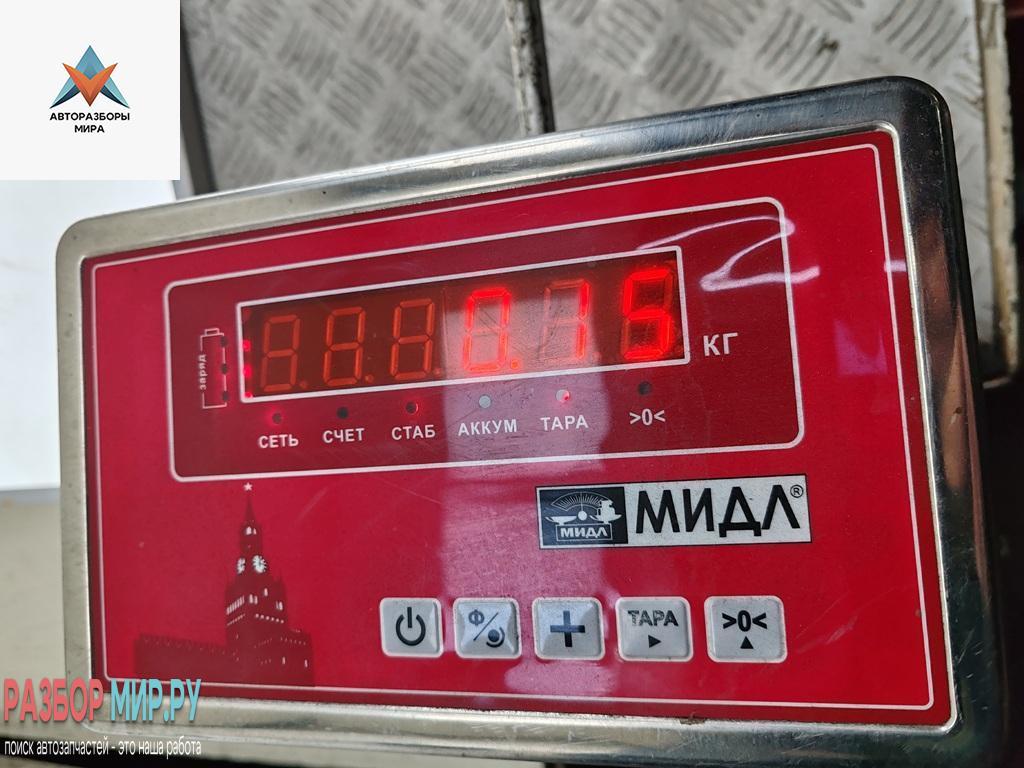 АВТОРАЗБОРЫ
МИРА
заряд
0.15
КГ
СЕТЬ СЧЕТ СТАБ АККУМ ТАРА >0<
МИДЛ МИДЛ®
Ф/ + ТАРА >0<
РАЗБОР МИР.РУ
поиск автозапчастей - это наша работа